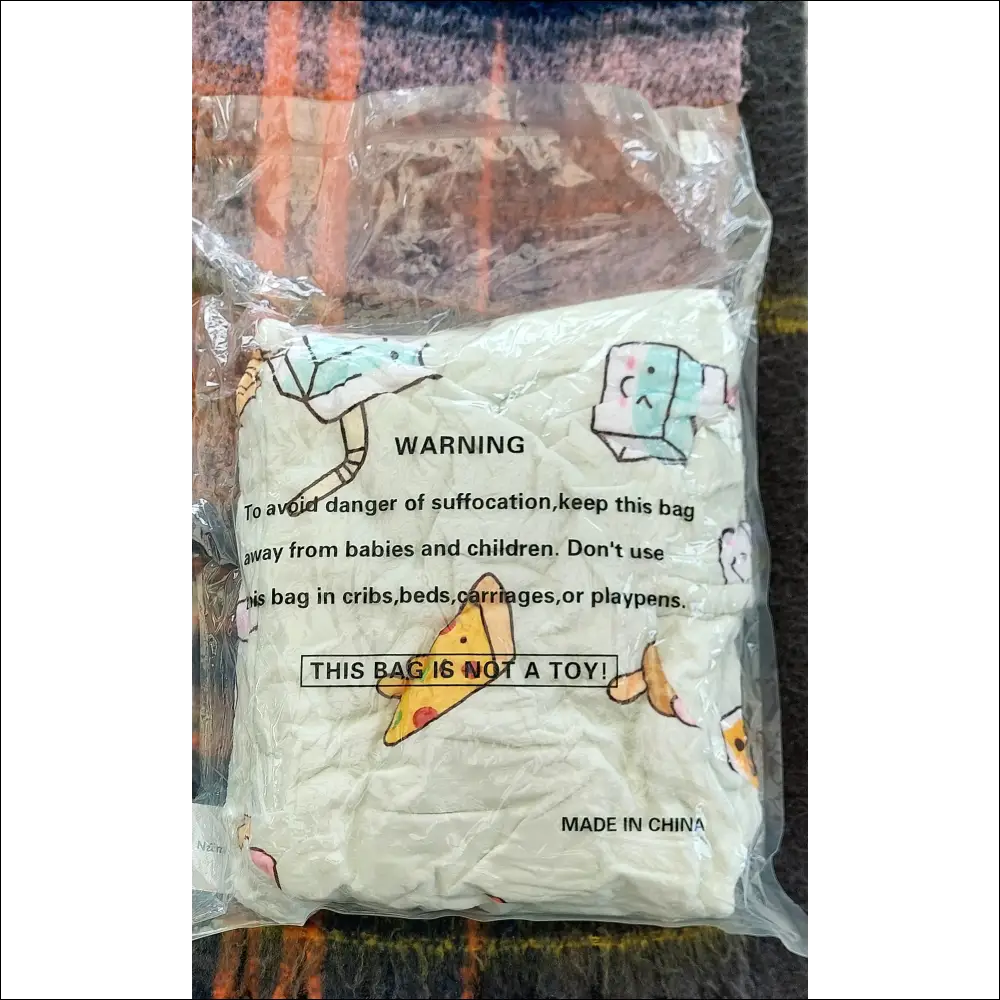 WARNING
To avoid danger of suffocation,keep this bag
away from babies and children. Don't use
this bag in cribs,beds,carriages,or playpens.
THIS BAG IS NOT A TOY!
MADE IN CHINA